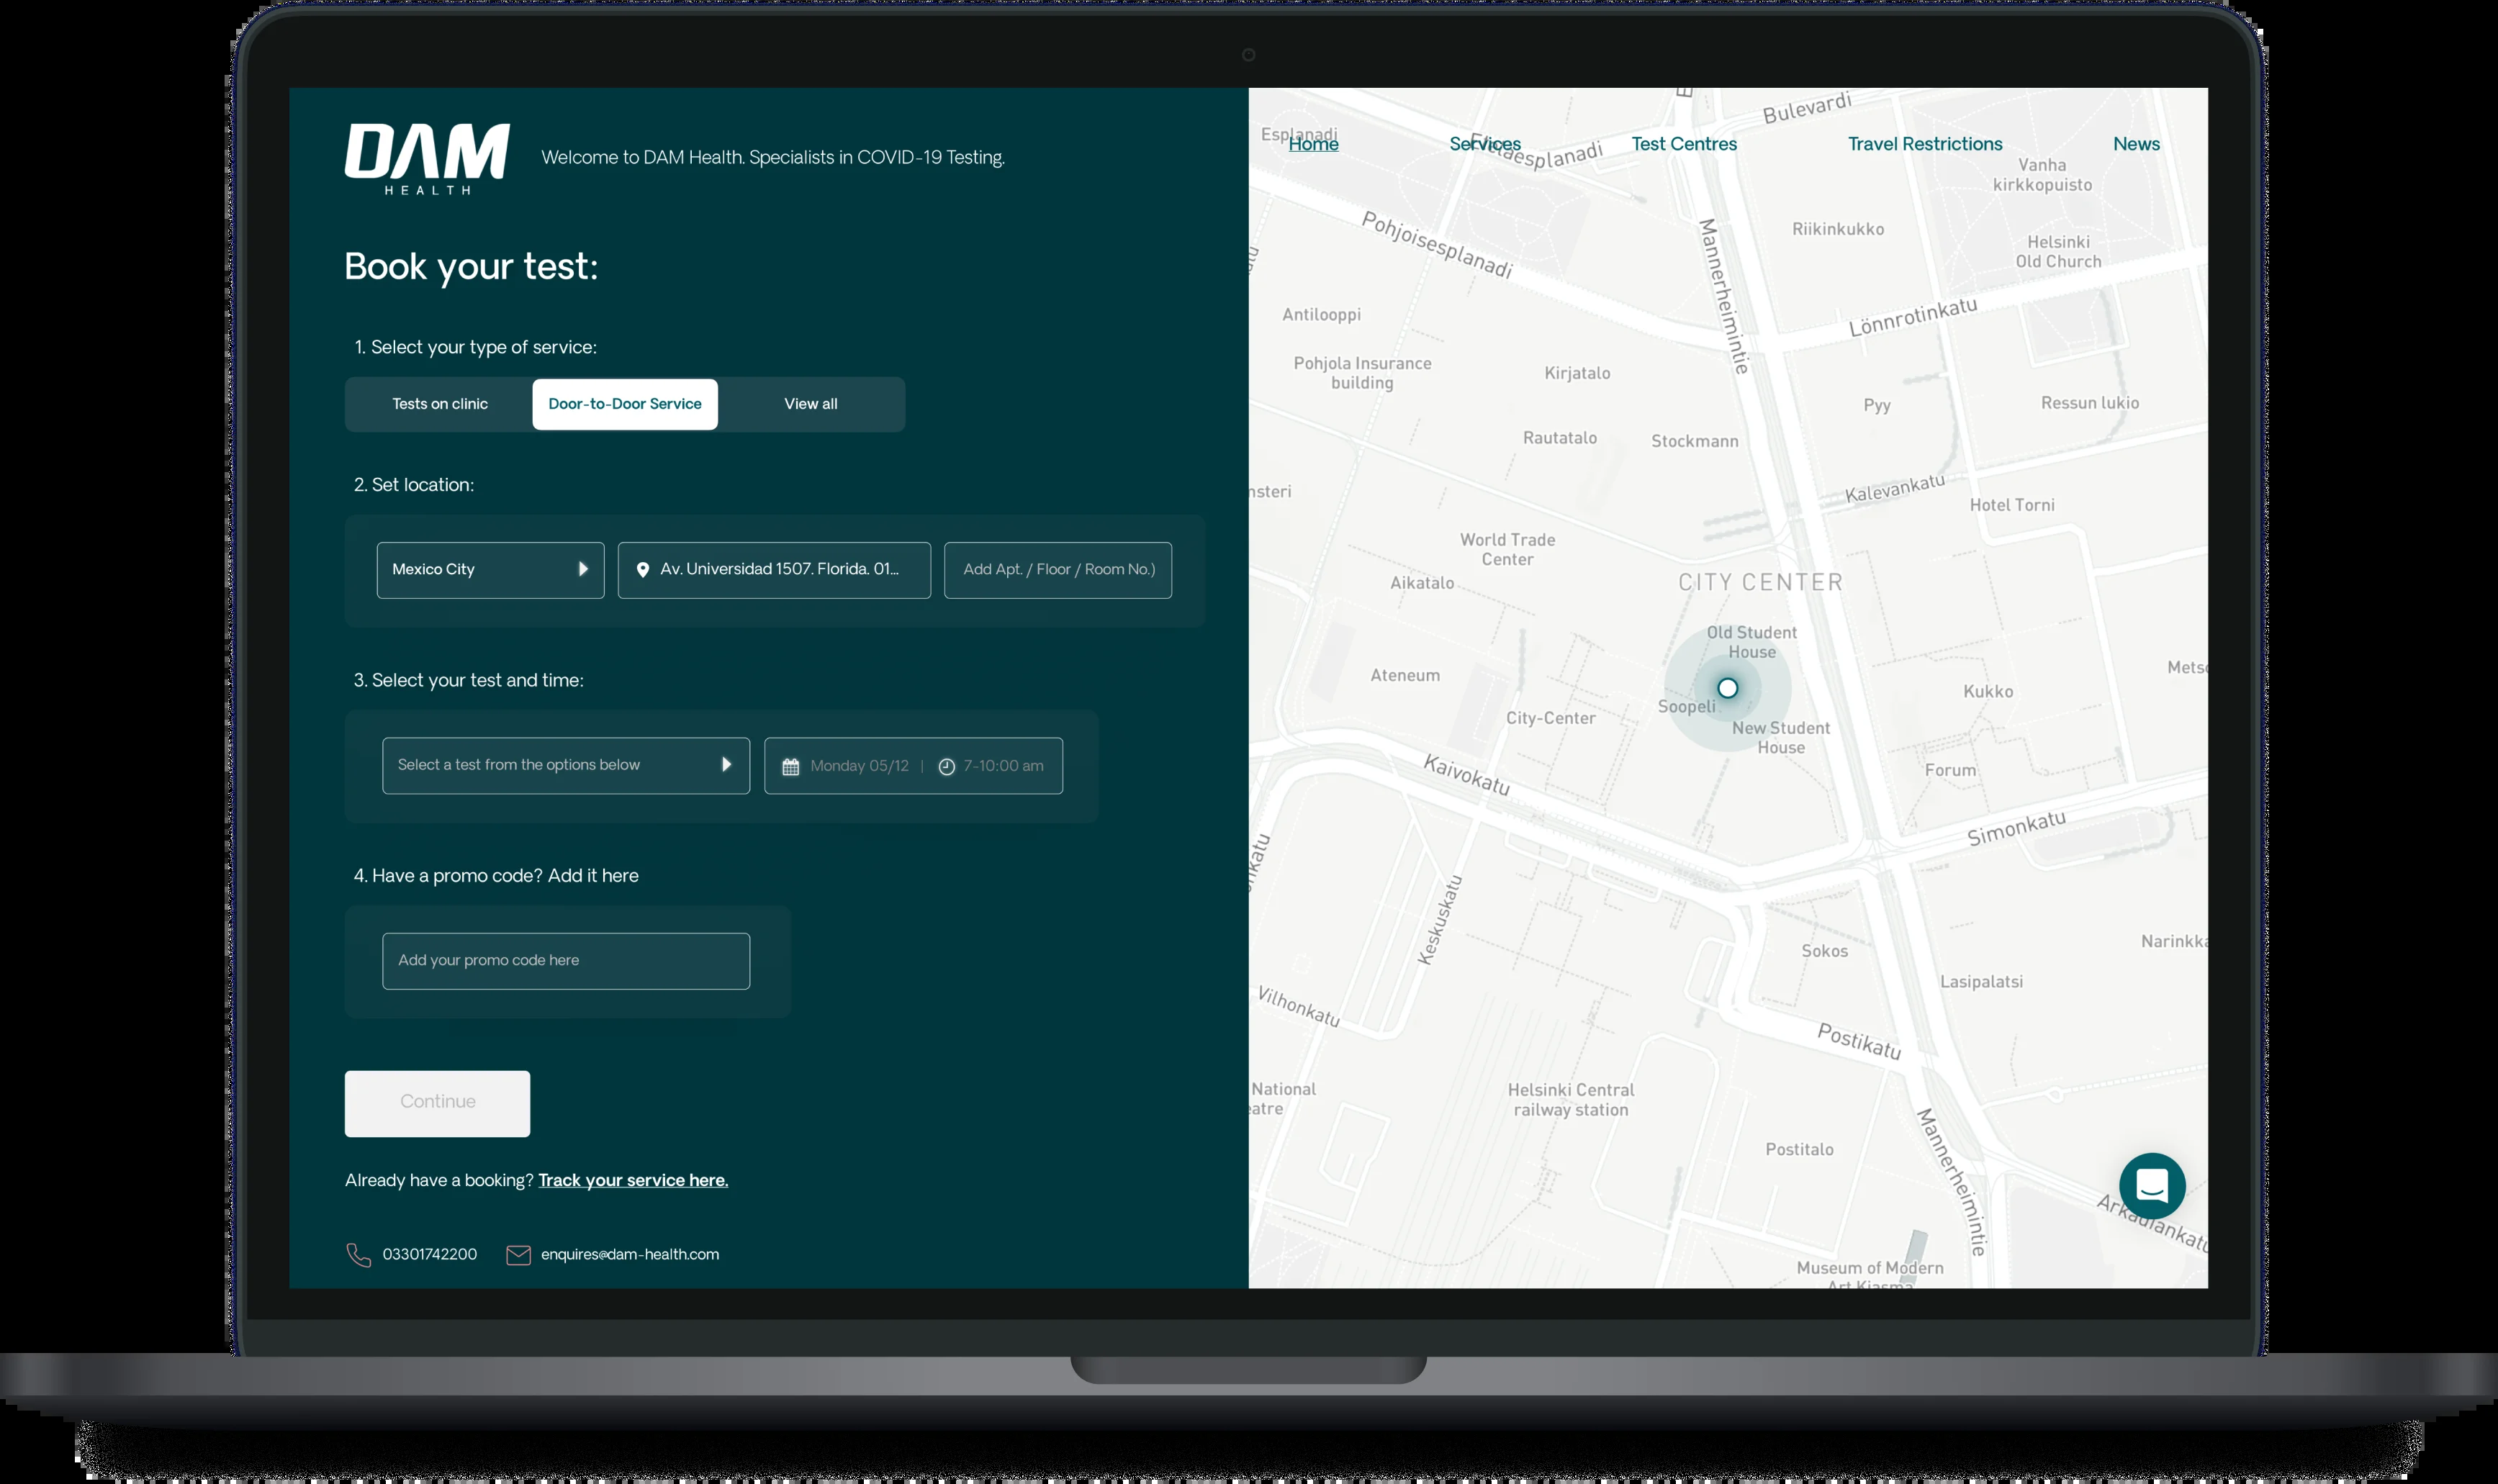 DAM
HEALTH
Welcome to DAM Health. Specialists in COVID-19 Testing.
Home
Services
Test Centres
Travel Restrictions
News
Book your test:
1. Select your type of service:
Tests on clinic
Door-to-Door Service
View all
2. Set location:
Mexico City
Av. Universidad 1507. Florida. 01...
Add Apt. / Floor / Room No.)
3. Select your test and time:
Select a test from the options below
Monday 05/12 | 7-10:00 am
4. Have a promo code? Add it here
Add your promo code here
Continue
Already have a booking? Track your service here.
03301742200
enquires@dam-health.com
Esplanadi
Bulevardi
Vanha
kirkkopuisto
Riikinkukko
Helsinki
Old Church
Pohjoisesplanadi
Mannerheimintie
Lönnrotinkatu
Antilooppi
Pohjola Insurance
building
Kirjatalo
Pyy
Ressun lukio
Rautatalo
Stockmann
nsteri
Kalevankatu
Hotel Torni
World Trade
Center
Aikatalo
CITY CENTER
Old Student
House
Ateneum
Soopeli
City-Center
New Student
House
Kukko
Metso
Forum
Kaivokatu
Simonkatu
Keskuskatu
Sokos
Narinkka
Lasipalatsi
Vilhonkatu
Postikatu
National
eatre
Helsinki Central
railway station
Postitalo
Mannerheimintie
Museum of Modern
Art Kiasma